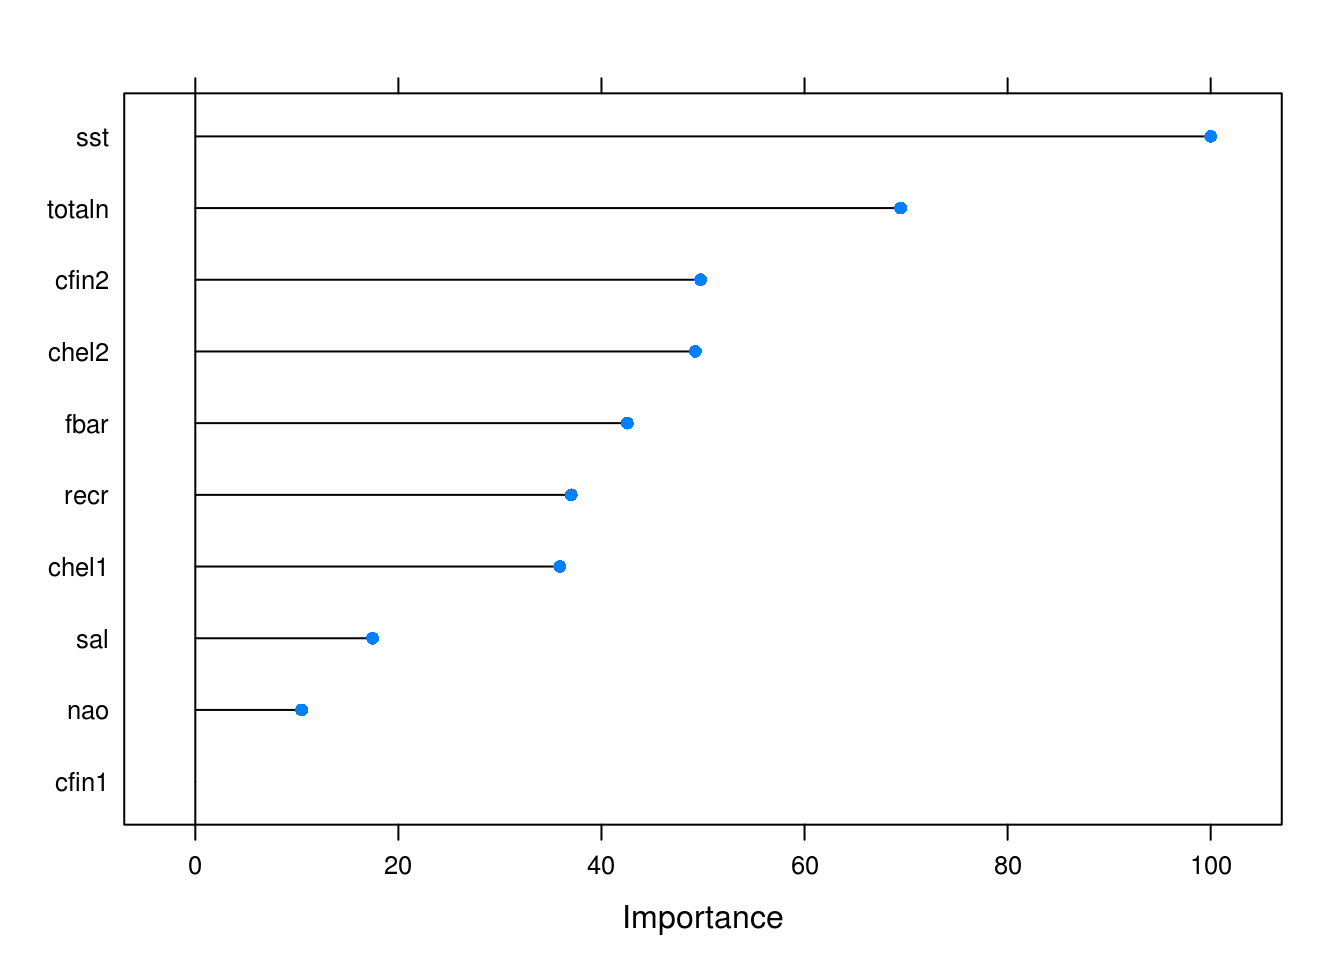 sst
totaln
cfin2
chel2
fbar
recr
chel1
sal
nao
cfin1
0 20 40 60 80 100
Importance